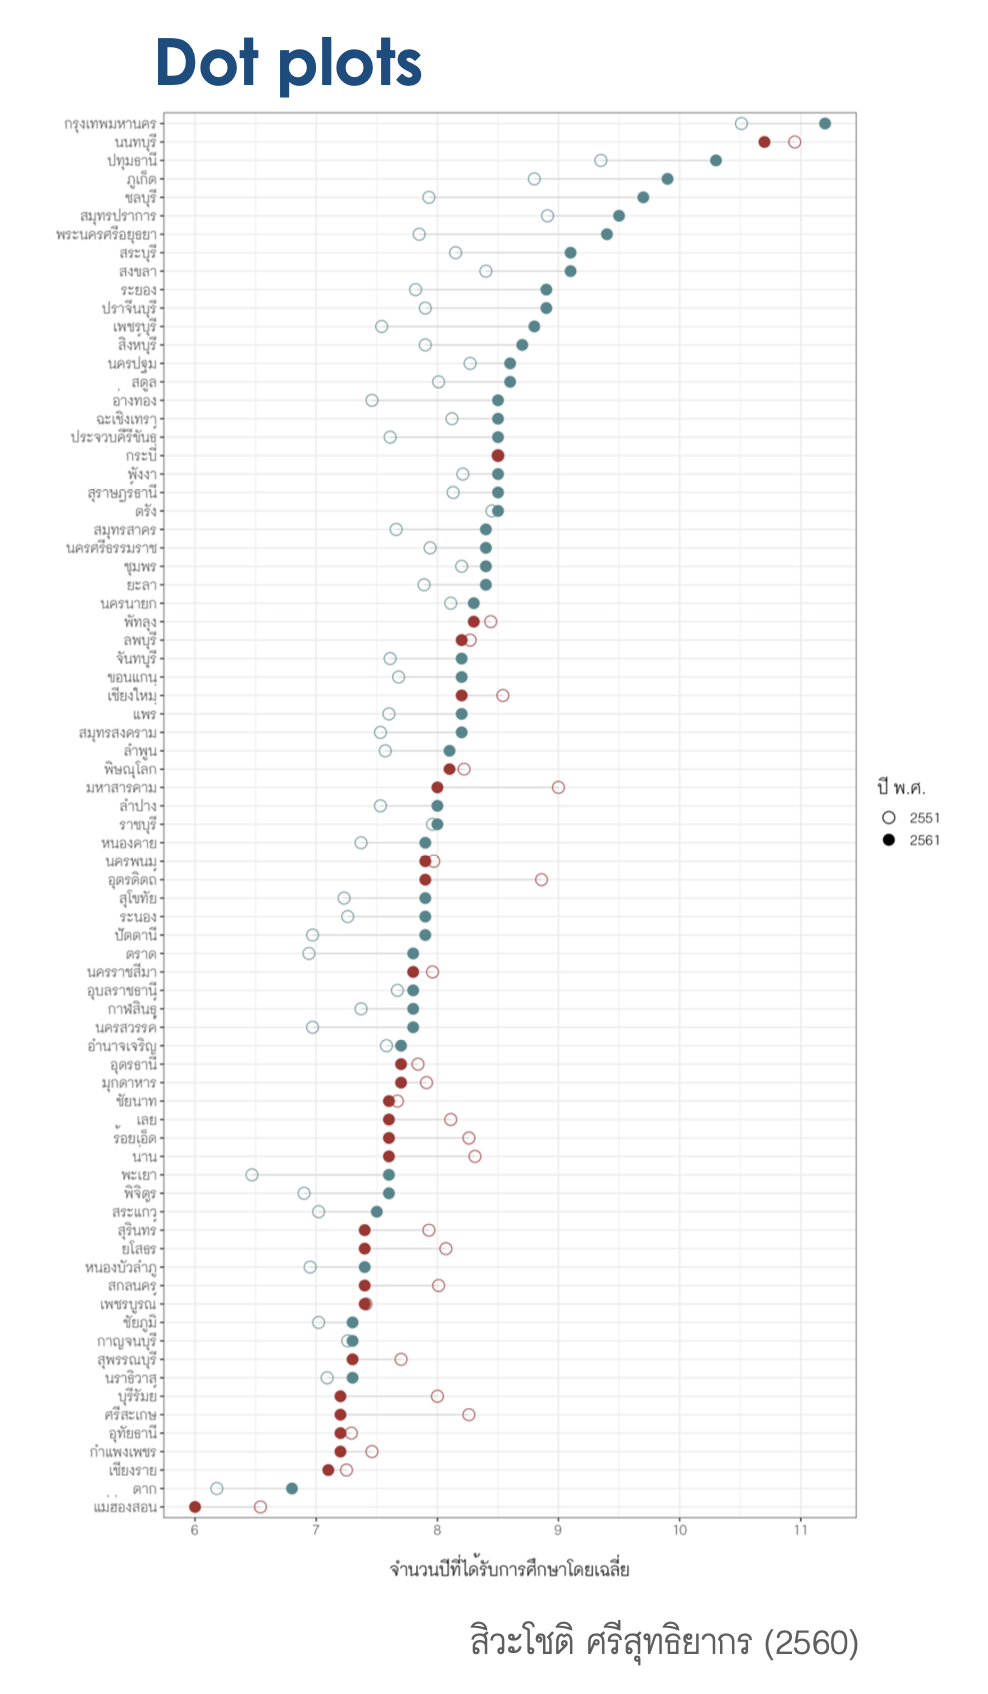 Dot plots
กรุงเทพมหานคร
นนทบุรี
ปทุมธานี
ภูเก็ต
ชลบุรี
สมุทรปราการ
พระนครศรีอยุธยา
สระบุรี
สงขลา
ระยอง
ปราจีนบุรี
เพชรบุรี
สิงห์บุรี
นครปฐม
สตูล
อ่างทอง
ฉะเชิงเทรา
ประจวบคีรีขันธ์
กระบี่
พังงา
สุราษฎร์ธานี
ตรัง
สมุทรสาคร
นครศรีธรรมราช
ชุมพร
ยะลา
นครนายก
พัทลุง
ลพบุรี
จันทบุรี
ขอนแก่น
เชียงใหม่
แพร่
สมุทรสงคราม
ลำพูน
พิษณุโลก
มหาสารคาม
ลำปาง
ราชบุรี
หนองคาย
นครพนม
อุตรดิตถ์
สุโขทัย
ระนอง
ปัตตานี
ตราด
นครราชสีมา
อุบลราชธานี
กาฬสินธุ์
นครสวรรค์
อำนาจเจริญ
อุดรธานี
มุกดาหาร
ชัยนาท
เลย
ร้อยเอ็ด
น่าน
พะเยา
พิจิตร
สระแก้ว
สุรินทร์
ยโสธร
หนองบัวลำภู
สกลนคร
เพชรบูรณ์
ชัยภูมิ
กาญจนบุรี
สุพรรณบุรี
นราธิวาส
บุรีรัมย์
ศรีสะเกษ
อุทัยธานี
กำแพงเพชร
เชียงราย
ตาก
แม่ฮ่องสอน
6 7 8 9 10 11
จำนวนปีที่ได้รับการศึกษาโดยเฉลี่ย
ปี พ.ศ.
2551
2561
สิวะโชติ ศรีสุทธิยากร (2560)